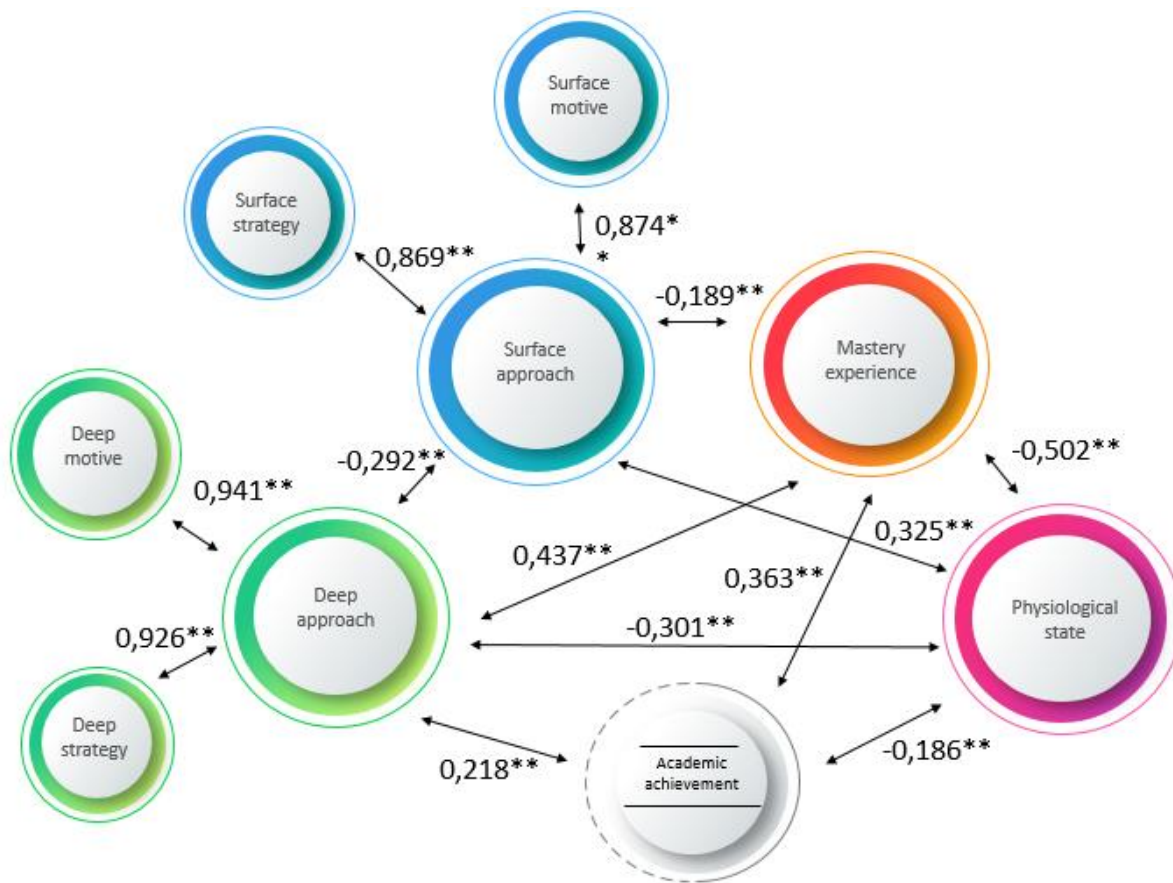 Surface
motive
Surface
strategy
0,874*
*
0,869**
-0,189**
Surface
approach
Mastery
experience
Deep
motive
-0,292**
-0,502**
0,941**
0,437**
0,325**
0,363**
Deep
approach
Physiological
state
0,926**
-0,301**
Deep
strategy
0,218**
Academic
achievement
-0,186**